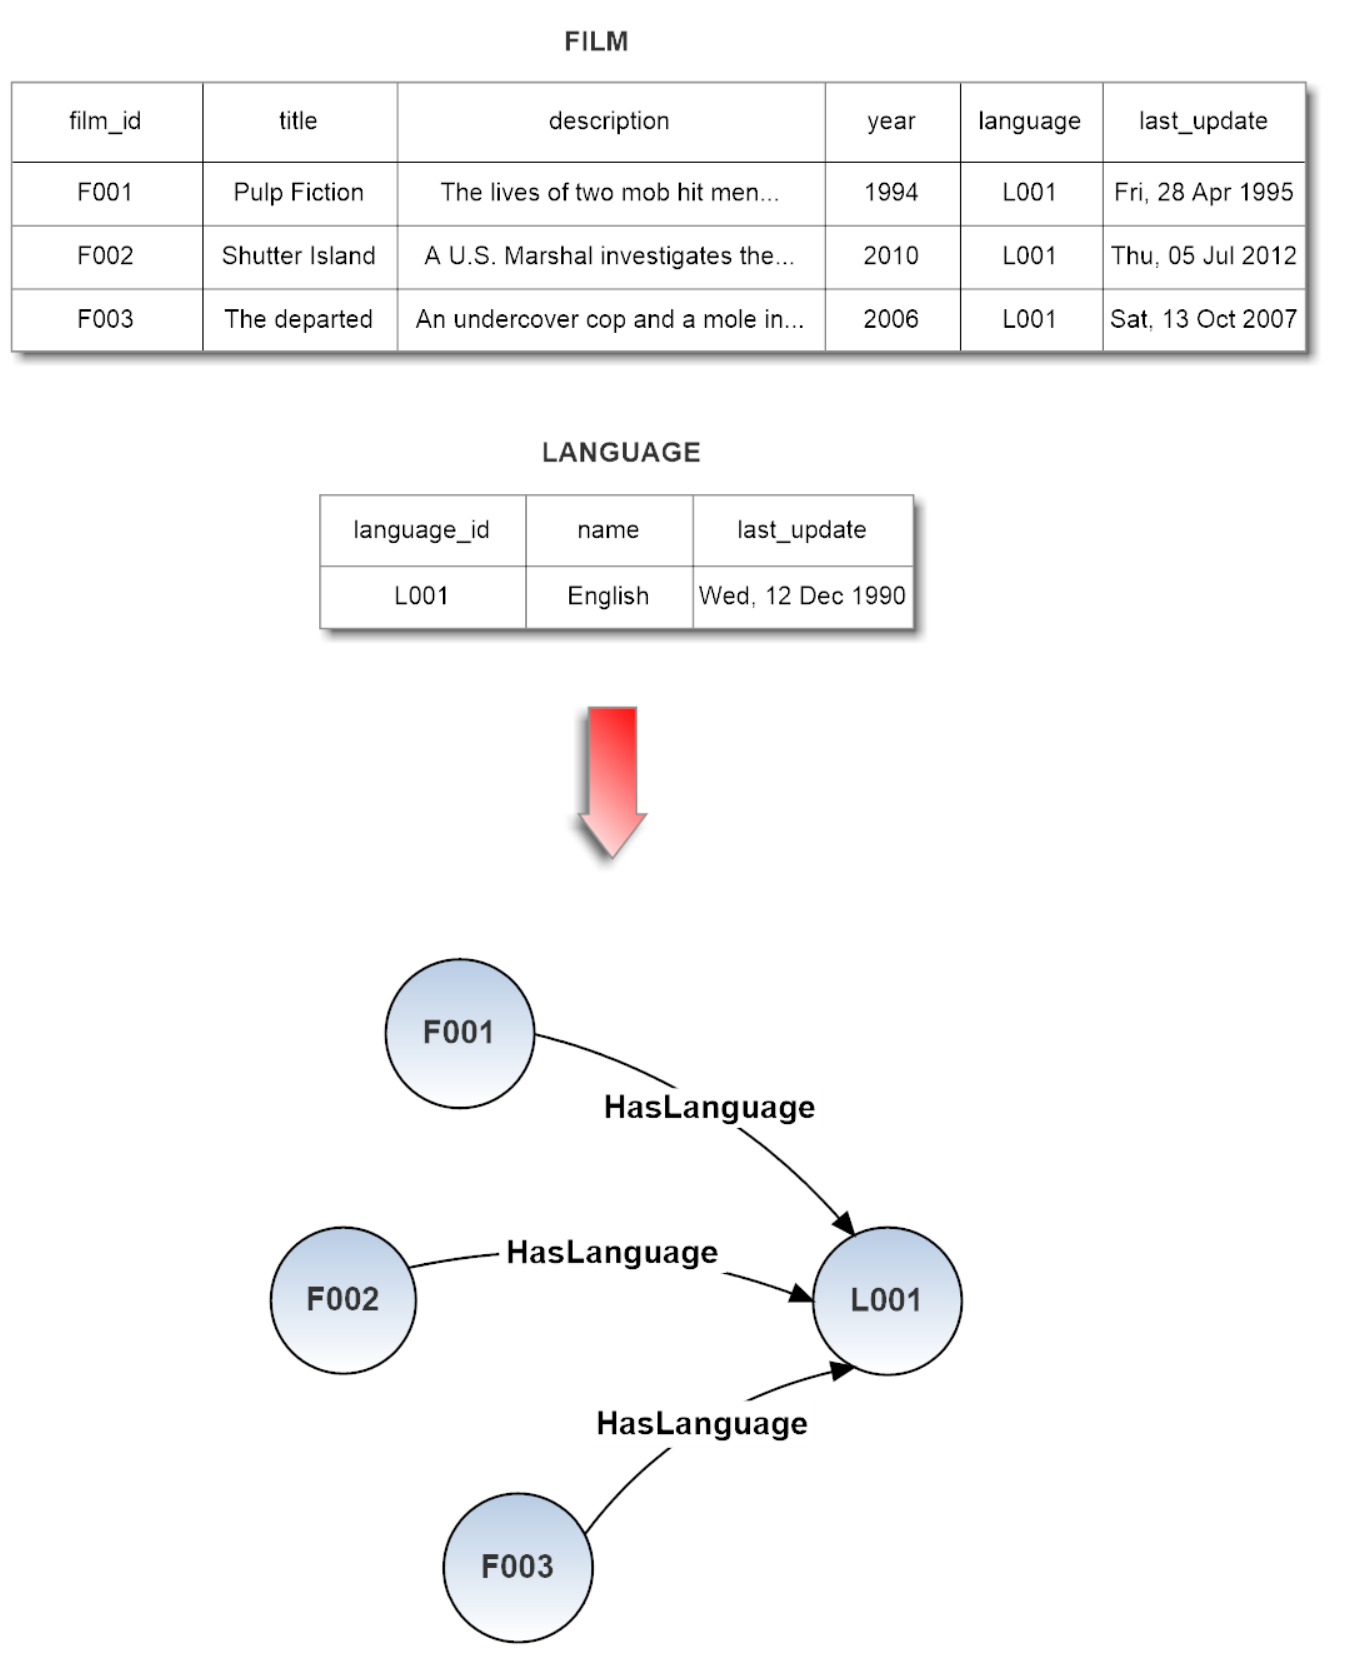 FILM
film_id title description year language last_update
F001 Pulp Fiction The lives of two mob hit men... 1994 L001 Fri, 28 Apr 1995
F002 Shutter Island A U.S. Marshal investigates the... 2010 L001 Thu, 05 Jul 2012
F003 The departed An undercover cop and a mole in... 2006 L001 Sat, 13 Oct 2007
LANGUAGE
language_id name last_update
L001 English Wed, 12 Dec 1990
F001
HasLanguage
HasLanguage
F002
L001
HasLanguage
F003